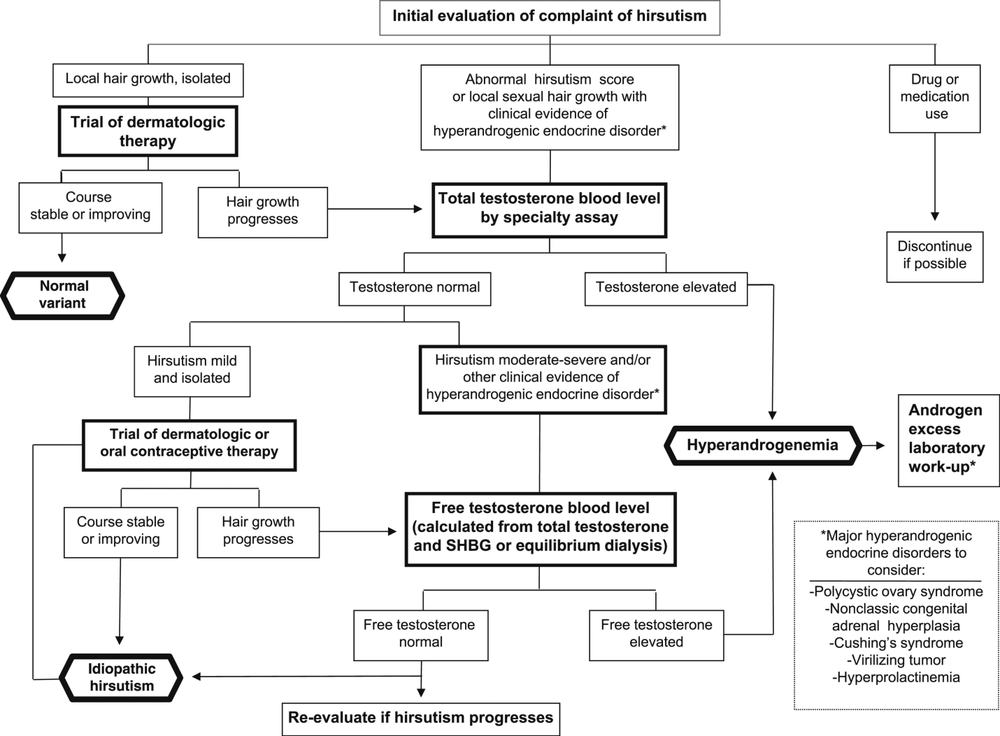 Initial evaluation of complaint of hirsutism
Local hair growth, isolated
Abnormal hirsutism score
or local sexual hair growth with
clinical evidence of
hyperandrogenic endocrine disorder*
Drug or
medication
use
Trial of dermatologic
therapy
Course
stable or improving
Hair growth
progresses
Total testosterone blood level
by specialty assay
Discontinue
if possible
Normal
variant
Testosterone normal
Testosterone elevated
Hirsutism mild
and isolated
Hirsutism moderate-severe and/or
other clinical evidence of
hyperandrogenic endocrine disorder*
Trial of dermatologic or
oral contraceptive therapy
Hyperandrogenemia
Androgen
excess
laboratory
work-up*
Course stable
or improving
Hair growth
progresses
Free testosterone blood level
(calculated from total testosterone
and SHBG or equilibrium dialysis)
*Major hyperandrogenic
endocrine disorders to
consider:
-Polycystic ovary syndrome
-Nonclassic congenital
adrenal hyperplasia
-Cushing's syndrome
-Virilizing tumor
-Hyperprolactinemia
Free testosterone
normal
Free testosterone
elevated
Idiopathic
hirsutism
Re-evaluate if hirsutism progresses